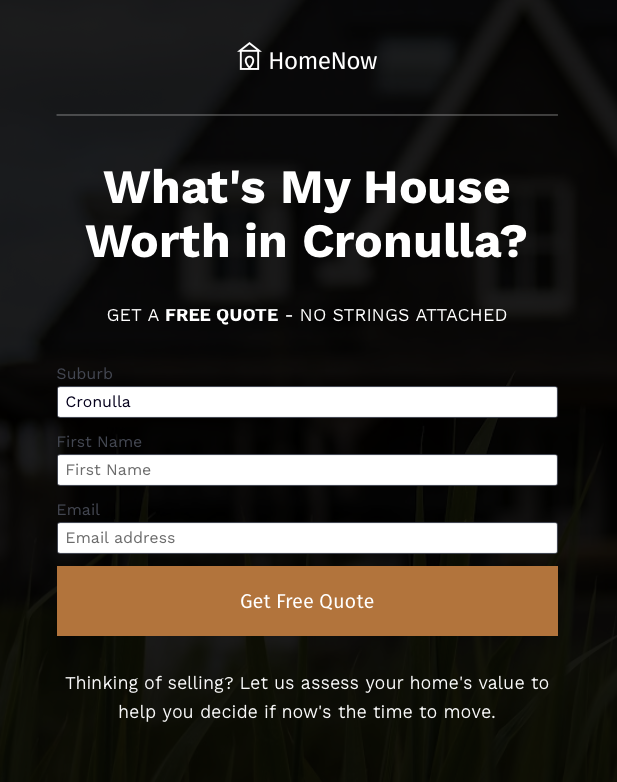 HomeNow
What's My House
Worth in Cronulla?
GET A FREE QUOTE - NO STRINGS ATTACHED
Suburb
Cronulla
First Name
First Name
Email
Email address
Get Free Quote
Thinking of selling? Let us assess your home's value to
help you decide if now's the time to move.